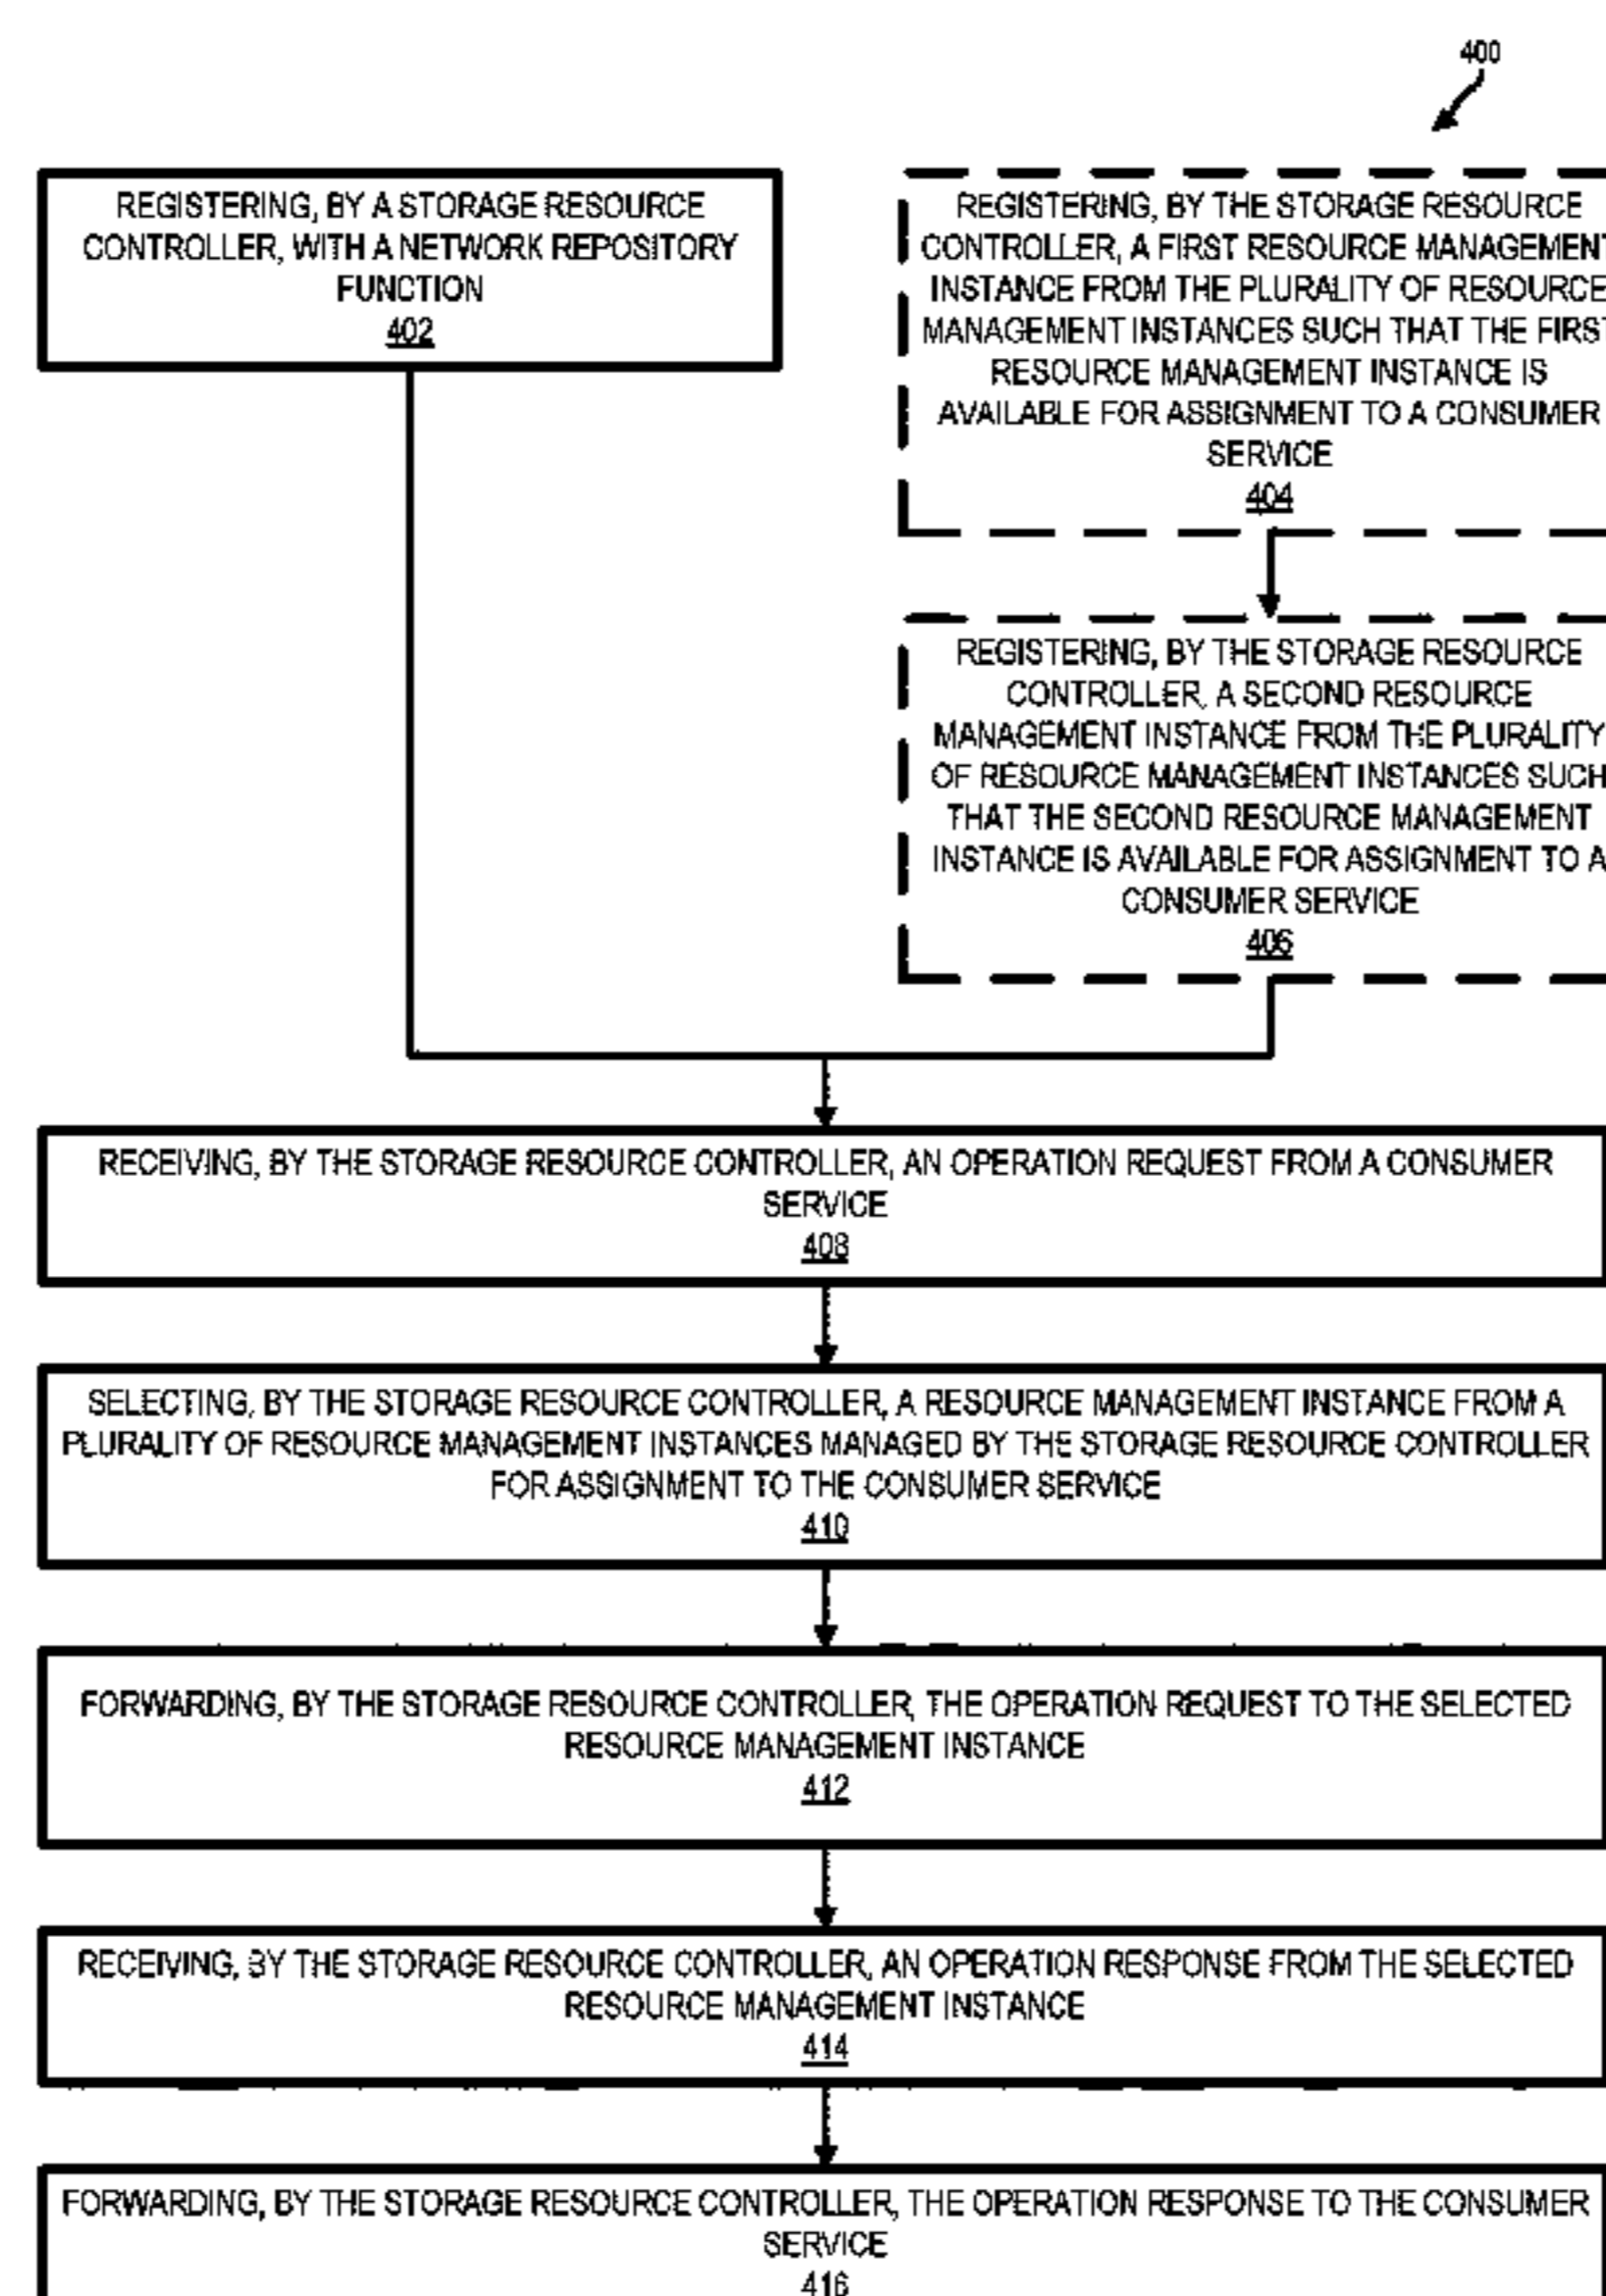 400
REGISTERING, BY A STORAGE RESOURCE
CONTROLLER, WITH A NETWORK REPOSITORY
FUNCTION
402
REGISTERING, BY THE STORAGE RESOURCE
CONTROLLER, A FIRST RESOURCE MANAGEMENT
INSTANCE FROM THE PLURALITY OF RESOURCE
MANAGEMENT INSTANCES SUCH THAT THE FIRST
RESOURCE MANAGEMENT INSTANCE IS
AVAILABLE FOR ASSIGNMENT TO A CONSUMER
SERVICE
404
REGISTERING, BY THE STORAGE RESOURCE
CONTROLLER, A SECOND RESOURCE
MANAGEMENT INSTANCE FROM THE PLURALITY
OF RESOURCE MANAGEMENT INSTANCES SUCH
THAT THE SECOND RESOURCE MANAGEMENT
INSTANCE IS AVAILABLE FOR ASSIGNMENT TO A
CONSUMER SERVICE
406
RECEIVING, BY THE STORAGE RESOURCE CONTROLLER, AN OPERATION REQUEST FROM A CONSUMER
SERVICE
408
SELECTING, BY THE STORAGE RESOURCE CONTROLLER, A RESOURCE MANAGEMENT INSTANCE FROM A
PLURALITY OF RESOURCE MANAGEMENT INSTANCES MANAGED BY THE STORAGE RESOURCE CONTROLLER
FOR ASSIGNMENT TO THE CONSUMER SERVICE
410
FORWARDING, BY THE STORAGE RESOURCE CONTROLLER, THE OPERATION REQUEST TO THE SELECTED
RESOURCE MANAGEMENT INSTANCE
412
RECEIVING, BY THE STORAGE RESOURCE CONTROLLER, AN OPERATION RESPONSE FROM THE SELECTED
RESOURCE MANAGEMENT INSTANCE
414
FORWARDING, BY THE STORAGE RESOURCE CONTROLLER, THE OPERATION RESPONSE TO THE CONSUMER
SERVICE
416